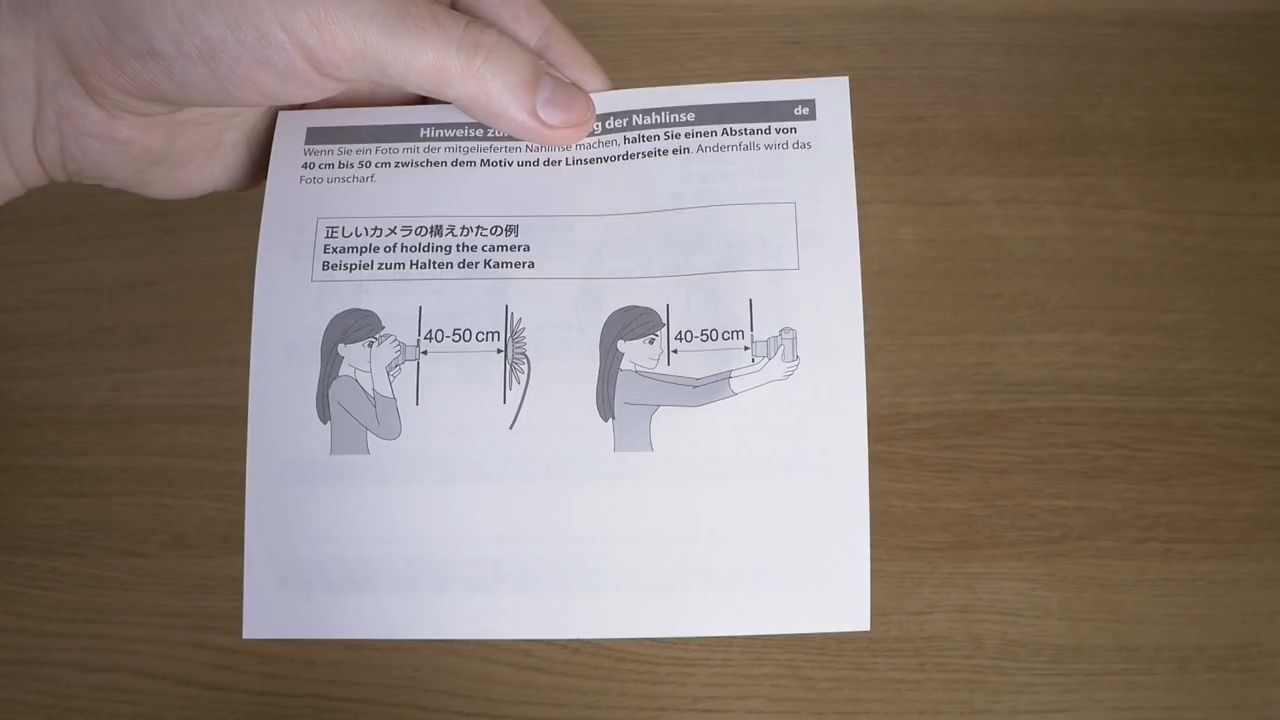 Hinweise der Nahlinse de
Wenn Sie ein Foto mit der mitgelieferten Nahlinse machen, halten Sie einen Abstand von
40 cm bis 50 cm zwischen dem Motiv und der Linsenvorderseite ein. Andernfalls wird das
Foto unscharf.
正しいカメラの構えかたの例
Example of holding the camera
Beispiel zum Halten der Kamera
40-50 cm 40-50 cm